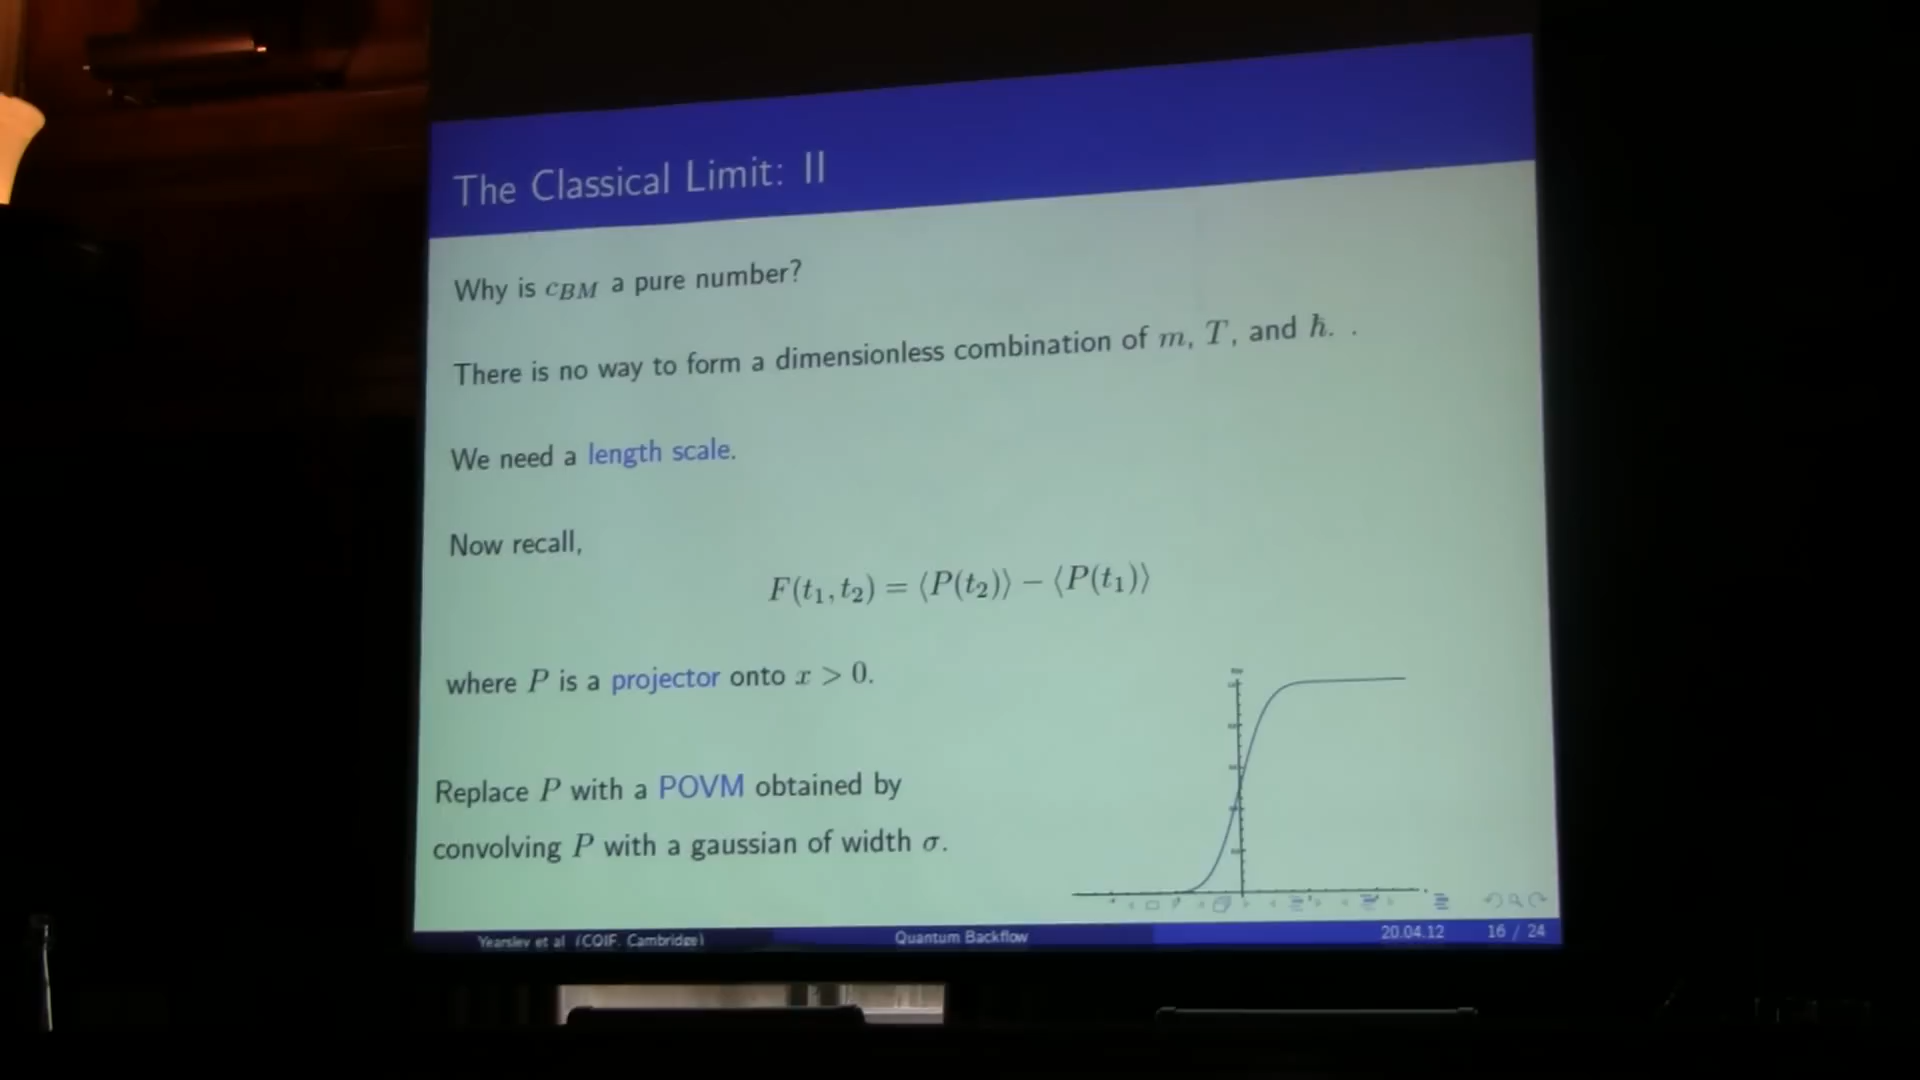 The Classical Limit: II
Why is c_{BM} a pure number?
There is no way to form a dimensionless combination of m, T, and ħ. .
We need a length scale.
Now recall,
F(t₁, t₂) = ⟨P(t₂)⟩ − ⟨P(t₁)⟩
where P is a projector onto x > 0.
Replace P with a POVM obtained by
convolving P with a gaussian of width σ.
Yearsley et al (COIF, Cambridge)
Quantum Backflow
20.04.12
16 / 24